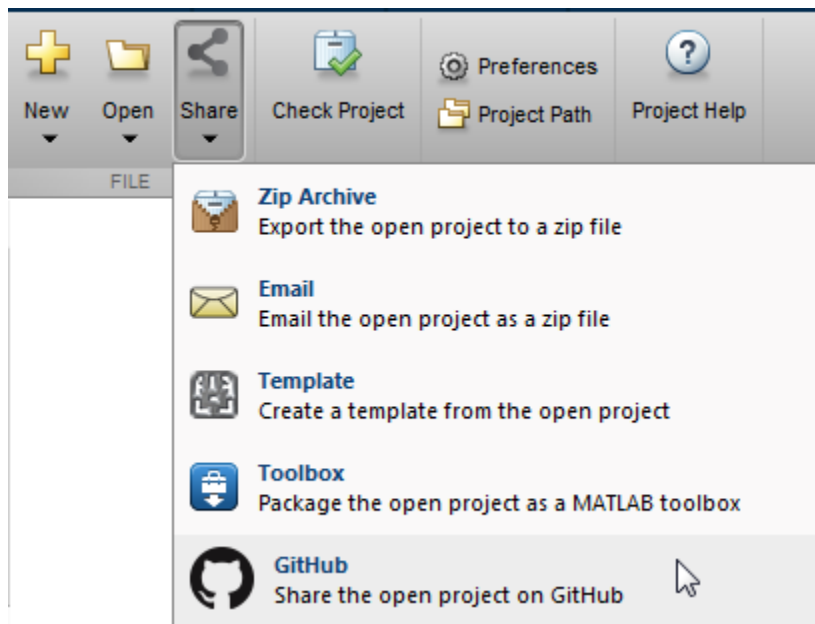 New
Open
Share
Check Project
Preferences
Project Path
Project Help
FILE
Zip Archive
Export the open project to a zip file
Email
Email the open project as a zip file
Template
Create a template from the open project
Toolbox
Package the open project as a MATLAB toolbox
GitHub
Share the open project on GitHub